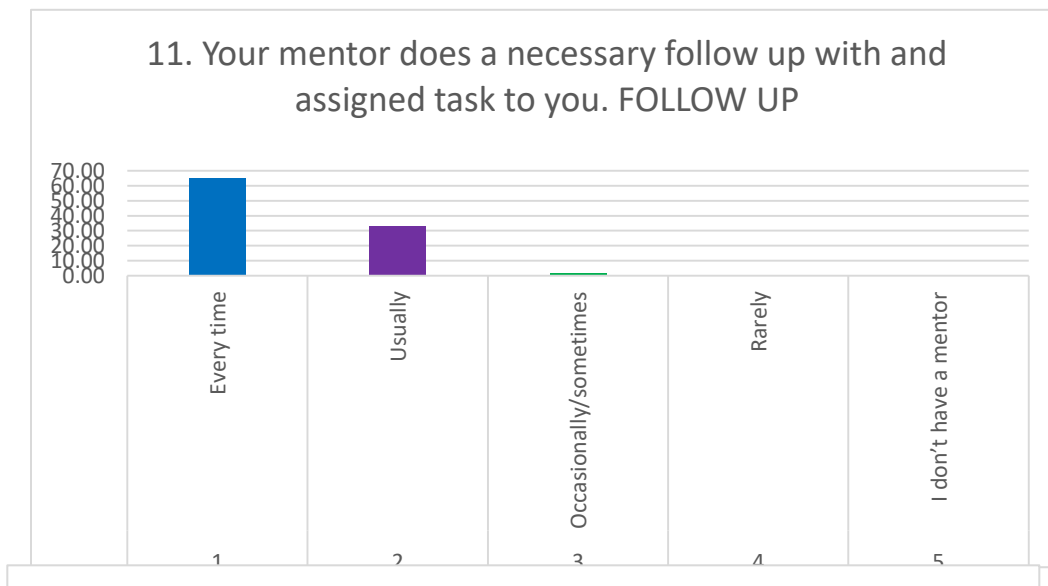 11. Your mentor does a necessary follow up with and
assigned task to you. FOLLOW UP
70.00
60.00
50.00
40.00
30.00
20.00
10.00
0.00
Every time
Usually
Occasionally/sometimes
Rarely
I don't have a mentor
1 2 3 4 5